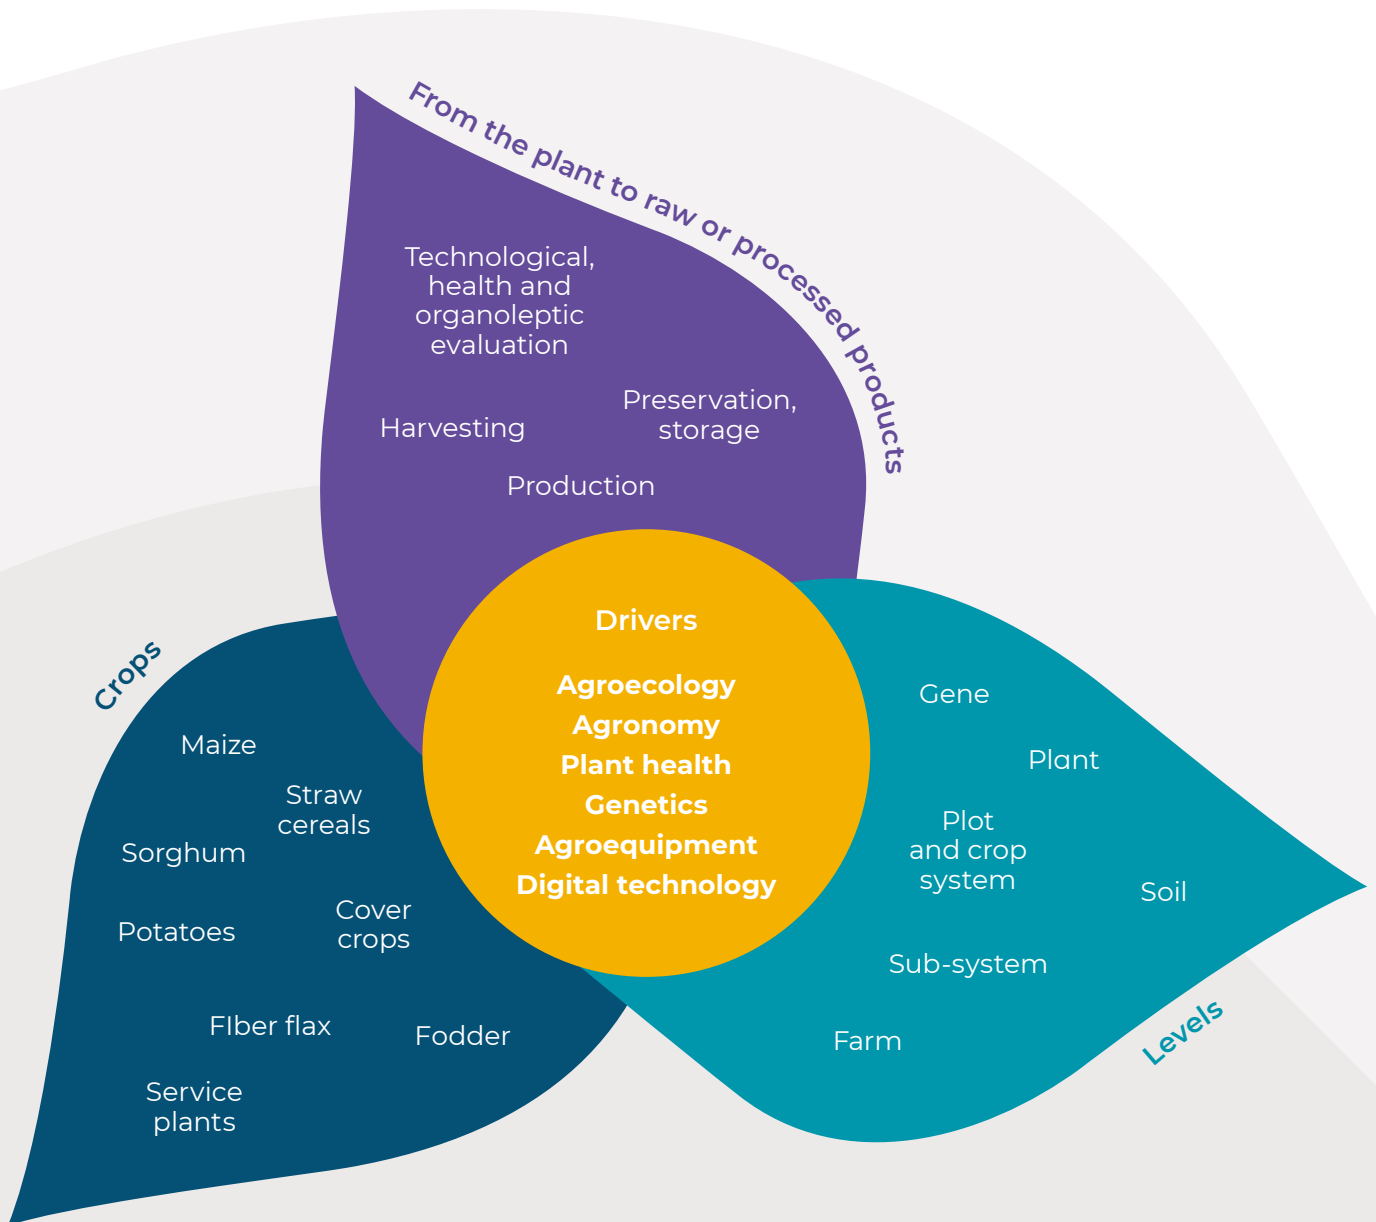 From the plant to raw or processed products
Technological,
health and
organoleptic
evaluation
Harvesting
Preservation,
storage
Production
Drivers
Agroecology
Agronomy
Plant health
Genetics
Agroequipment
Digital technology
Crops
Maize
Straw
cereals
Sorghum
Potatoes
Cover
crops
FIber flax
Fodder
Service
plants
Gene
Plant
Plot
and crop
system
Soil
Sub-system
Farm
Levels